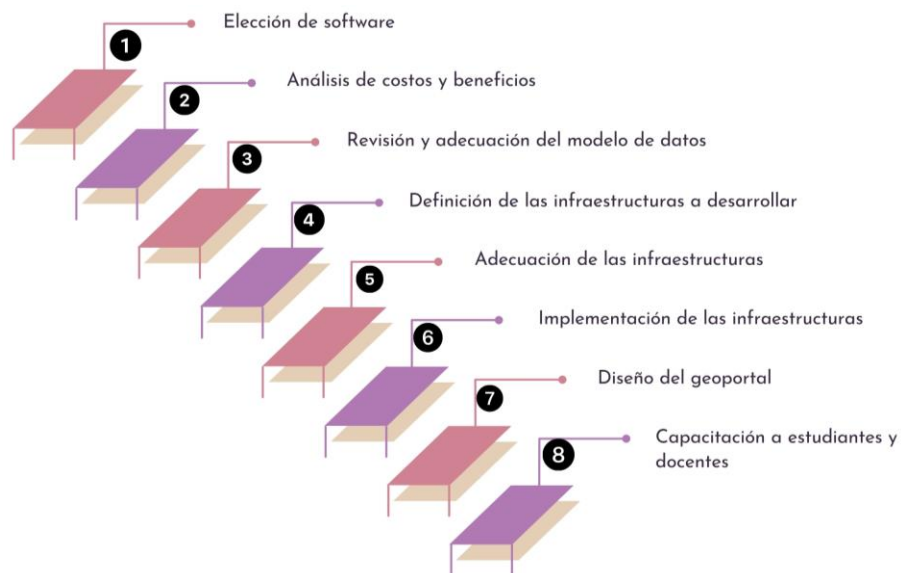 1
Elección de software
2
Análisis de costos y beneficios
3
Revisión y adecuación del modelo de datos
4
Definición de las infraestructuras a desarrollar
5
Adecuación de las infraestructuras
6
Implementación de las infraestructuras
7
Diseño del geoportal
8
Capacitación a estudiantes y
docentes